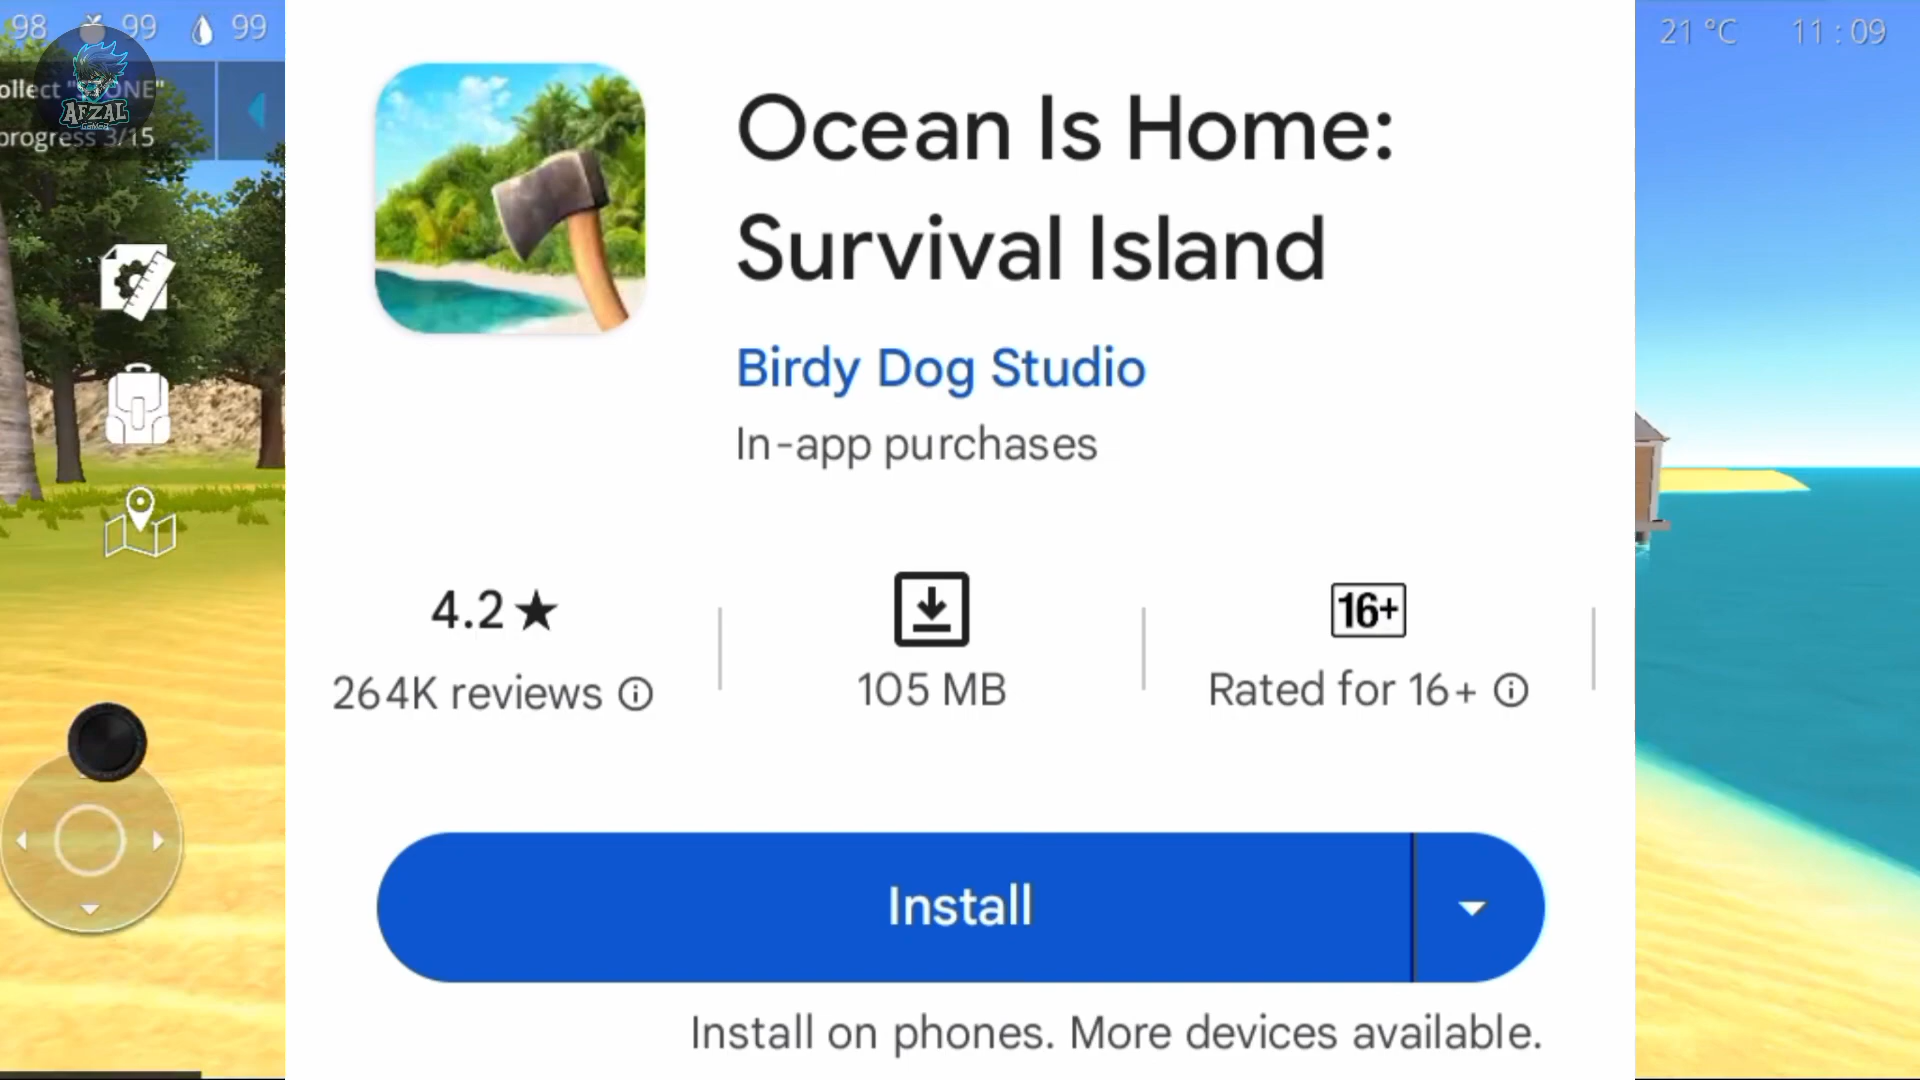 98 99 99
ollect "STONE"
progress 3/15
AFZAL
GaMer
21 °C 11 : 09
Ocean Is Home:
Survival Island
Birdy Dog Studio
In-app purchases
4.2★
264K reviews
105 MB
16+
Rated for 16+
Install
Install on phones. More devices available.